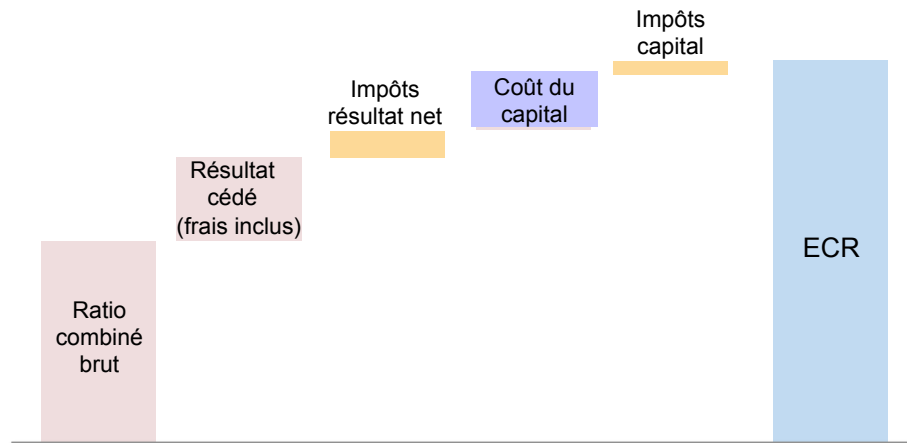 Ratio
combiné
brut
Résultat
cédé
(frais inclus)
Impôts
résultat net
Coût du
capital
Impôts
capital
ECR